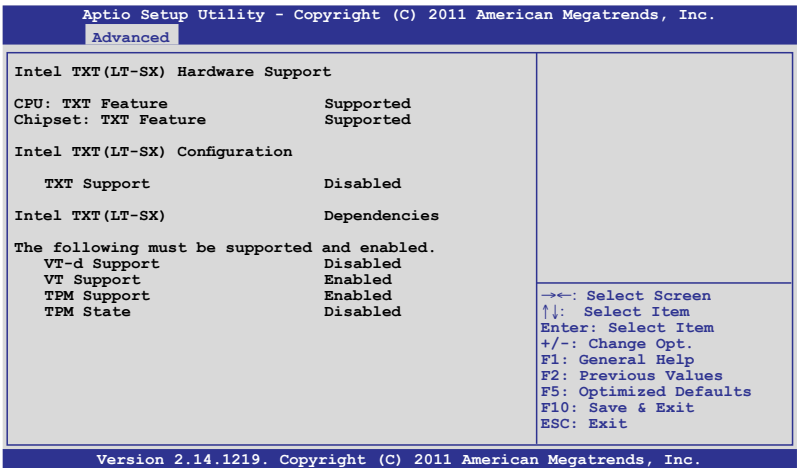 Aptio Setup Utility - Copyright (C) 2011 American Megatrends, Inc.
Advanced
Intel TXT(LT-SX) Hardware Support
CPU: TXT Feature Supported
Chipset: TXT Feature Supported
Intel TXT(LT-SX) Configuration
TXT Support Disabled
Intel TXT(LT-SX) Dependencies
The following must be supported and enabled.
VT-d Support Disabled
VT Support Enabled
TPM Support Enabled
TPM State Disabled
→←: Select Screen
↑↓: Select Item
Enter: Select Item
+/-: Change Opt.
F1: General Help
F2: Previous Values
F5: Optimized Defaults
F10: Save & Exit
ESC: Exit
Version 2.14.1219. Copyright (C) 2011 American Megatrends, Inc.